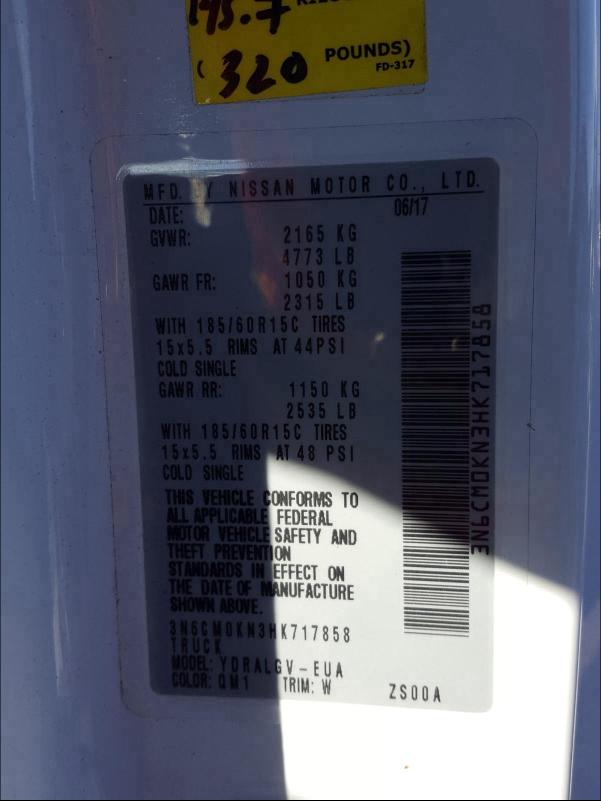 145.7
( 320 POUNDS)
FD-317
MFD. BY NISSAN MOTOR CO., LTD.
DATE: 06/17
GVWR: 2165 KG
4773 LB
GAWR FR: 1050 KG
2315 LB
WITH 185/60R15C TIRES
15x5.5 RIMS AT 44PSI
COLD SINGLE
GAWR RR: 1150 KG
2535 LB
WITH 185/60R15C TIRES
15x5.5 RIMS AT 48 PSI
COLD SINGLE
THIS VEHICLE CONFORMS TO
ALL APPLICABLE FEDERAL
MOTOR VEHICLE SAFETY AND
THEFT PREVENTION
STANDARDS IN EFFECT ON
THE DATE OF MANUFACTURE
SHOWN ABOVE.
3N6CM0KN3HK717858
TRUCK
MODEL: YDRALGV-EUA
COLOR: QM1 TRIM: W ZS00A
3N6CM0KN3HK717858